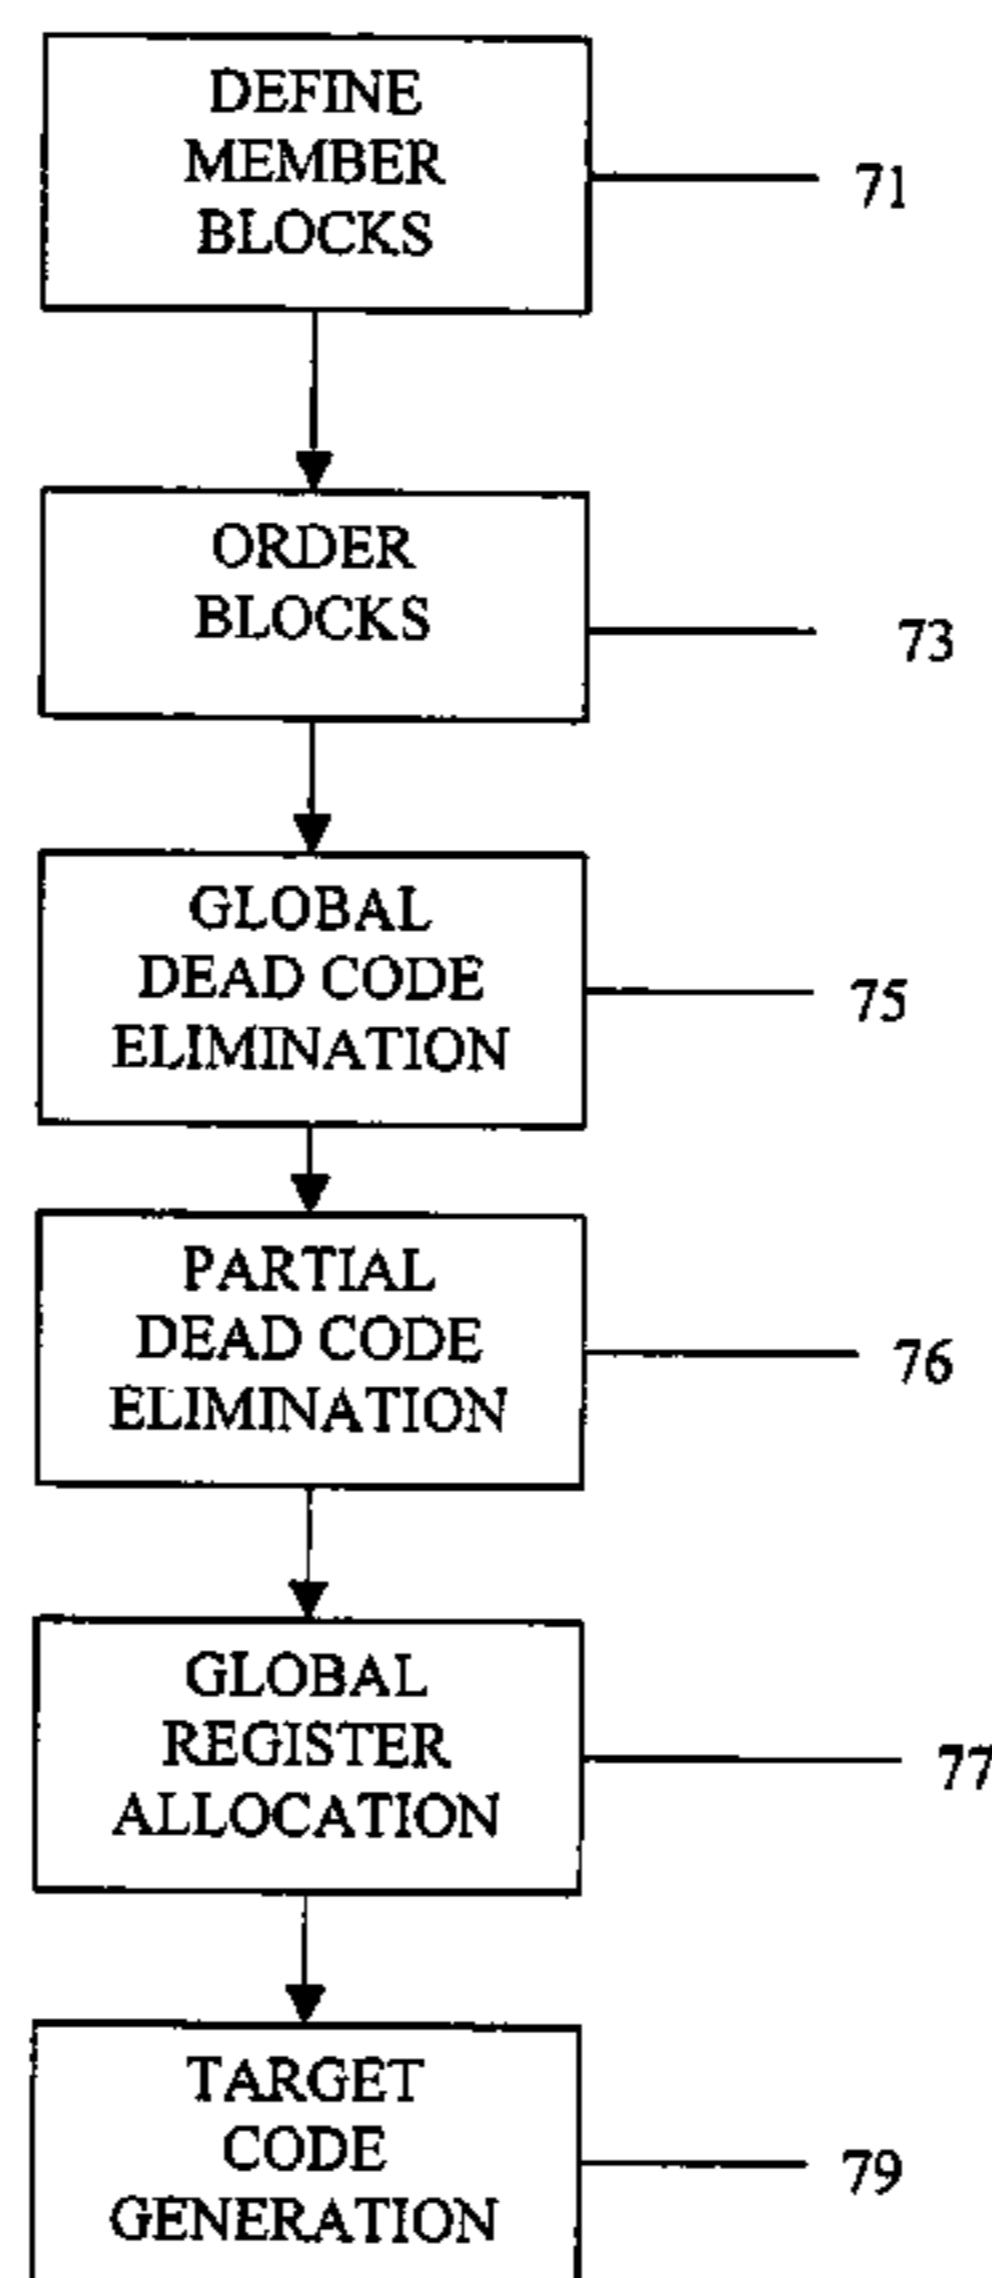 DEFINE
MEMBER
BLOCKS
71
ORDER
BLOCKS
73
GLOBAL
DEAD CODE
ELIMINATION
75
PARTIAL
DEAD CODE
ELIMINATION
76
GLOBAL
REGISTER
ALLOCATION
77
TARGET
CODE
GENERATION
79